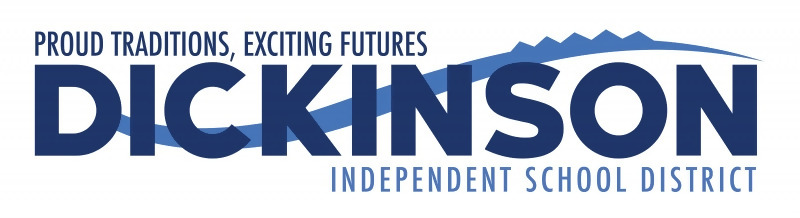 PROUD TRADITIONS, EXCITING FUTURES
DICKINSON
INDEPENDENT SCHOOL DISTRICT